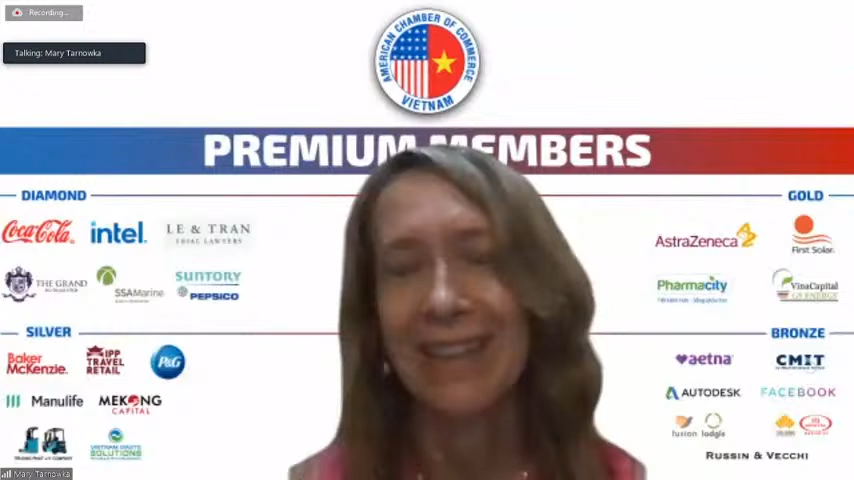 Recording...
Talking: Mary Tarnowka
AMERICAN CHAMBER OF COMMERCE
VIETNAM
PREMIUM MEMBERS
DIAMOND
GOLD
Coca-Cola
intel
LE & TRAN
TRIAL LAWYERS
AstraZeneca
First Solar.
THE GRAND
SSAMarine
SUNTORY
PEPSICO
Pharmacity
VinaCapital
SILVER
BRONZE
Baker
McKenzie.
IPP
TRAVEL
RETAIL
P&G
aetna
CMIT
Manulife
MEKONG
CAPITAL
AUTODESK
FACEBOOK
SOLUTIONS
fusion
lodgis
RUSSIN & VECCHI
Mary Tarnowka